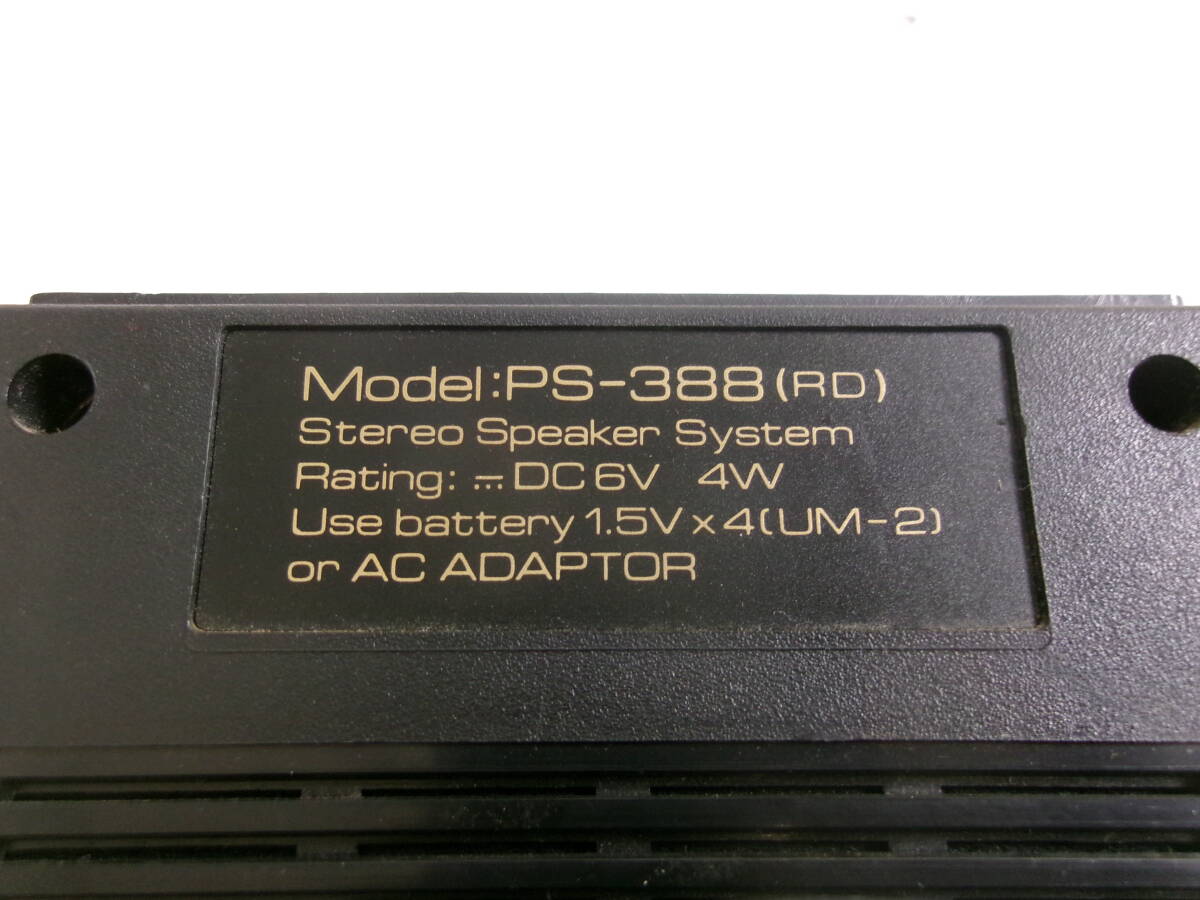 Model:PS-388(RD)
Stereo Speaker System
Rating: ⎓ DC 6V 4W
Use battery 1.5V x 4(UM-2)
or AC ADAPTOR